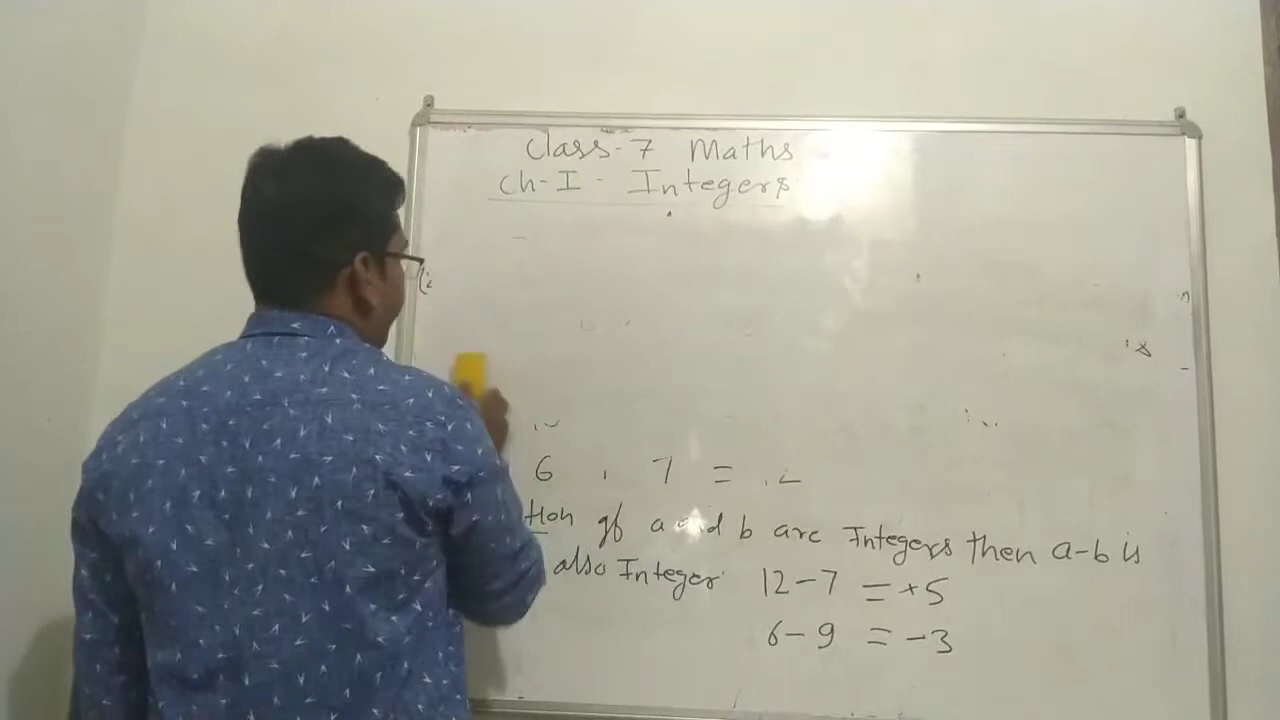 Class-7 Maths
Ch-I - Integers
6 7 =
tion If a and b are Integers then a-b is
also Integer 12-7 = +5
6-9 = -3